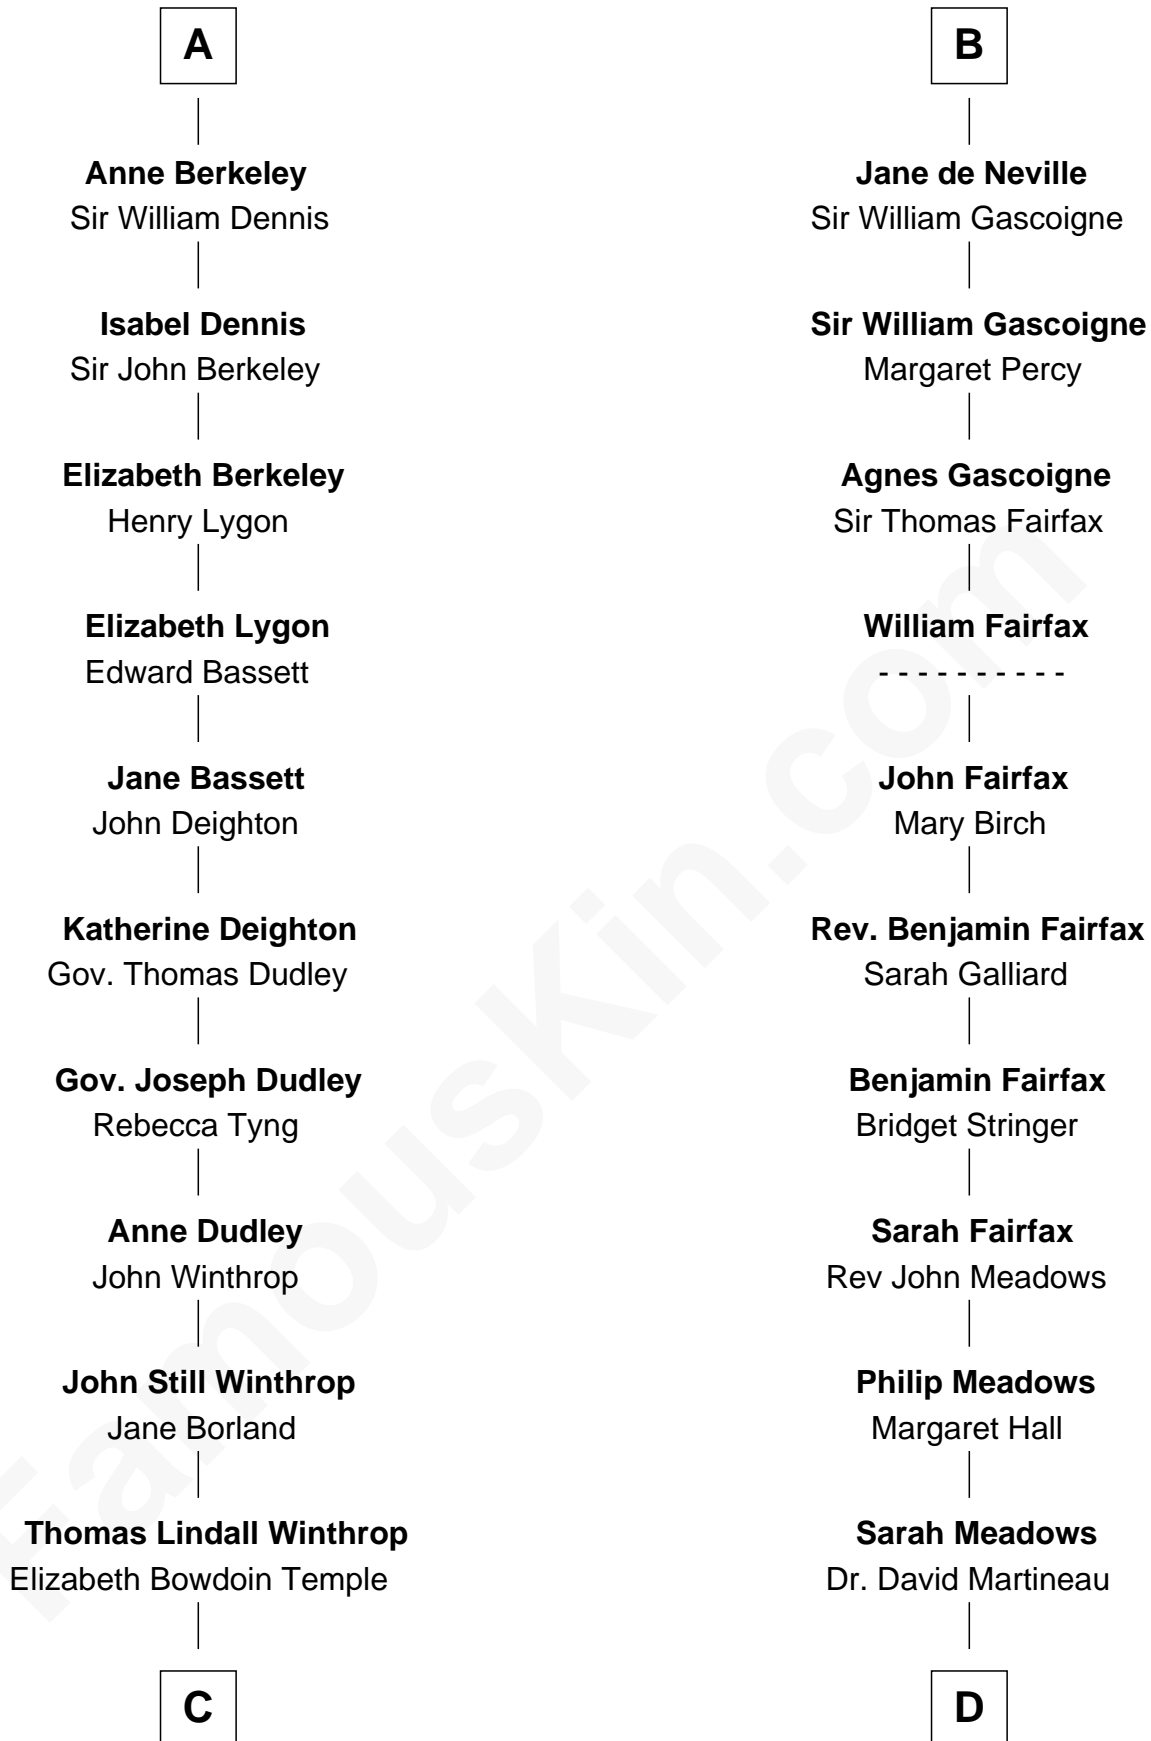 A
Anne Berkeley
Sir William Dennis
Isabel Dennis
Sir John Berkeley
Elizabeth Berkeley
Henry Lygon
Elizabeth Lygon
Edward Bassett
Jane Bassett
John Deighton
Katherine Deighton
Gov. Thomas Dudley
Gov. Joseph Dudley
Rebecca Tyng
Anne Dudley
John Winthrop
John Still Winthrop
Jane Borland
Thomas Lindall Winthrop
Elizabeth Bowdoin Temple
C
B
Jane de Neville
Sir William Gascoigne
Sir William Gascoigne
Margaret Percy
Agnes Gascoigne
Sir Thomas Fairfax
William Fairfax
- - - - - - - - - -
John Fairfax
Mary Birch
Rev. Benjamin Fairfax
Sarah Galliard
Benjamin Fairfax
Bridget Stringer
Sarah Fairfax
Rev John Meadows
Philip Meadows
Margaret Hall
Sarah Meadows
Dr. David Martineau
D
FamousKin.com